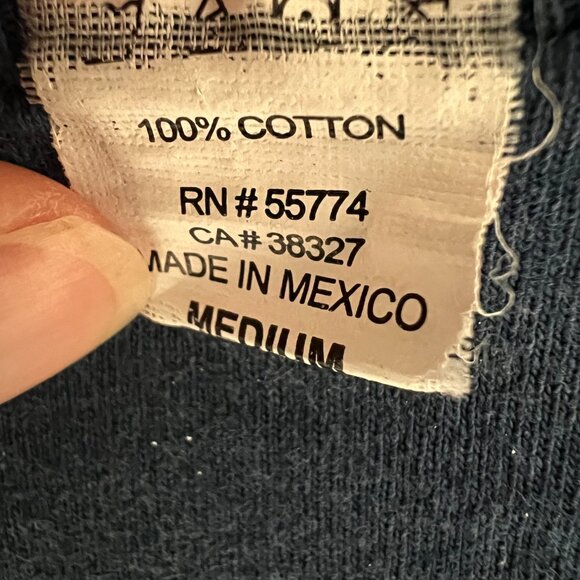 100% COTTON
RN # 55774
CA# 38327
MADE IN MEXICO
MEDIUM